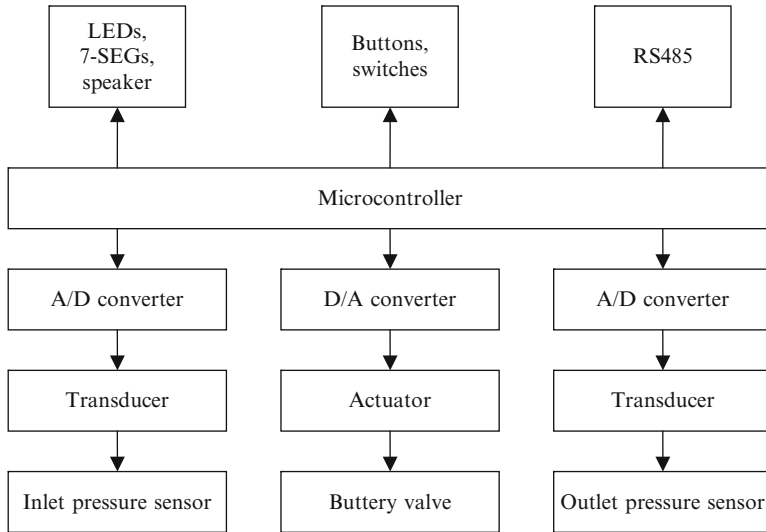 LEDs,
7-SEGs,
speaker
Buttons,
switches
RS485
Microcontroller
A/D converter
D/A converter
A/D converter
Transducer
Actuator
Transducer
Inlet pressure sensor
Buttery valve
Outlet pressure sensor